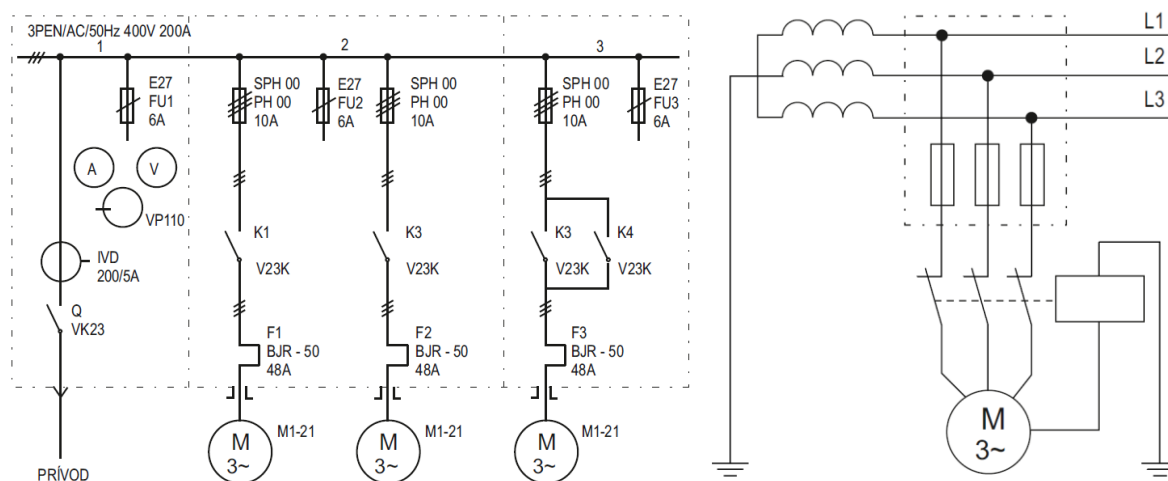 3PEN/AC/50Hz 400V 200A
1
2
3
E27
FU1
6A
SPH 00
PH 00
10A
E27
FU2
6A
SPH 00
PH 00
10A
SPH 00
PH 00
10A
E27
FU3
6A
A
V
VP110
IVD
200/5A
Q
VK23
K1
V23K
K3
V23K
K3
V23K
K4
V23K
F1
BJR - 50
48A
F2
BJR - 50
48A
F3
BJR - 50
48A
M
3~
M1-21
M
3~
M1-21
M
3~
M1-21
PRÍVOD
L1
L2
L3
M
3~